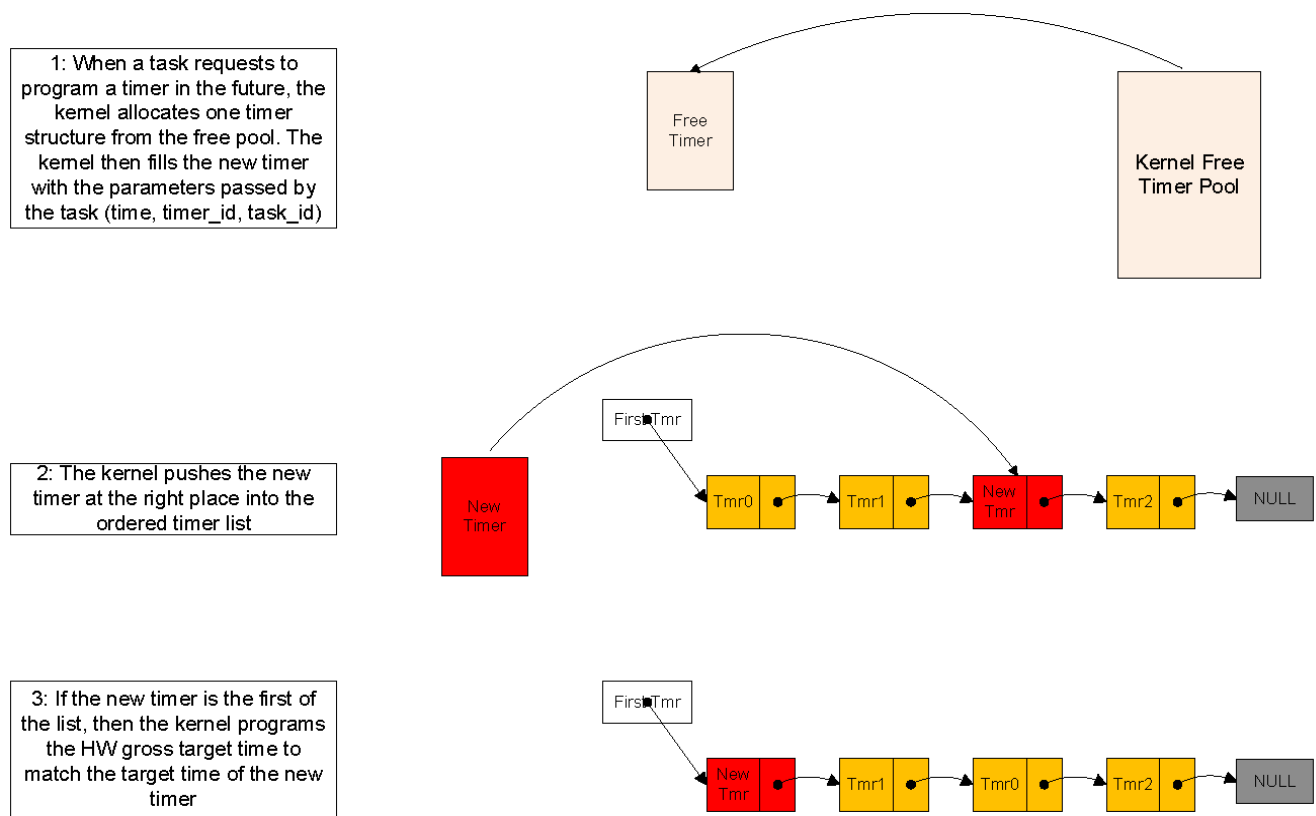 1: When a task requests to
program a timer in the future, the
kernel allocates one timer
structure from the free pool. The
kernel then fills the new timer
with the parameters passed by
the task (time, timer_id, task_id)
Free
Timer
Kernel Free
Timer Pool
2: The kernel pushes the new
timer at the right place into the
ordered timer list
New
Timer
First Tmr
Tmr0
Tmr1
New
Tmr
Tmr2
NULL
3: If the new timer is the first of
the list, then the kernel programs
the HW gross target time to
match the target time of the new
timer
First Tmr
New
Tmr
Tmr1
Tmr0
Tmr2
NULL